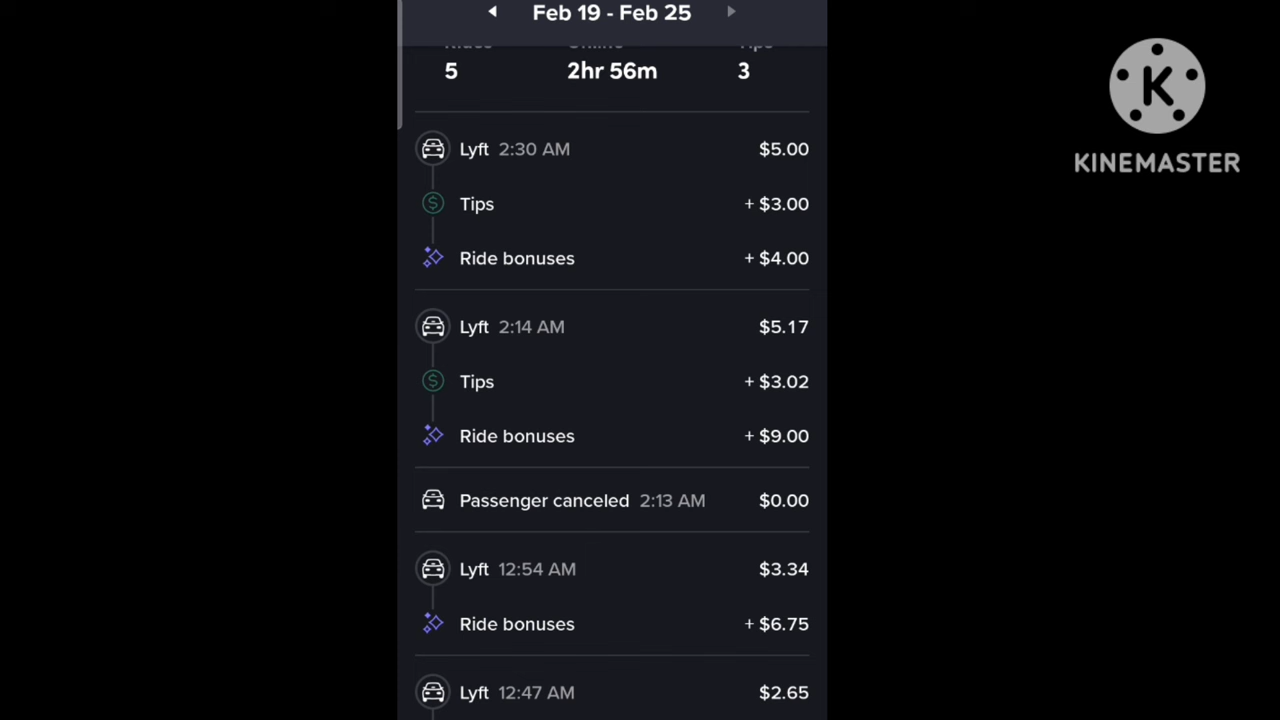 Feb 19 - Feb 25
Rides Online Tips
5 2hr 56m 3
Lyft 2:30 AM $5.00
Tips + $3.00
Ride bonuses + $4.00
Lyft 2:14 AM $5.17
Tips + $3.02
Ride bonuses + $9.00
Passenger canceled 2:13 AM $0.00
Lyft 12:54 AM $3.34
Ride bonuses + $6.75
Lyft 12:47 AM $2.65
K
KINEMASTER